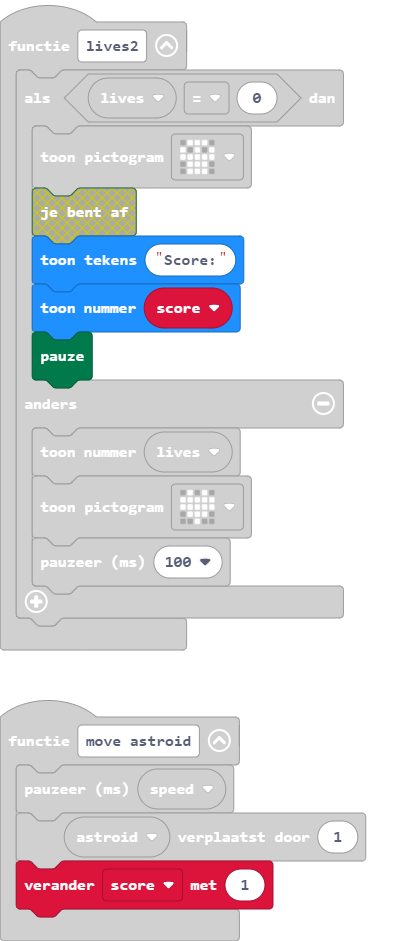 functie lives2
als lives = 0 dan
toon pictogram
je bent af
toon tekens "Score:"
toon nummer score
pauze
anders
toon nummer lives
toon pictogram
pauzeer (ms) 100
functie move astroid
pauzeer (ms) speed
astroid verplaatst door 1
verander score met 1